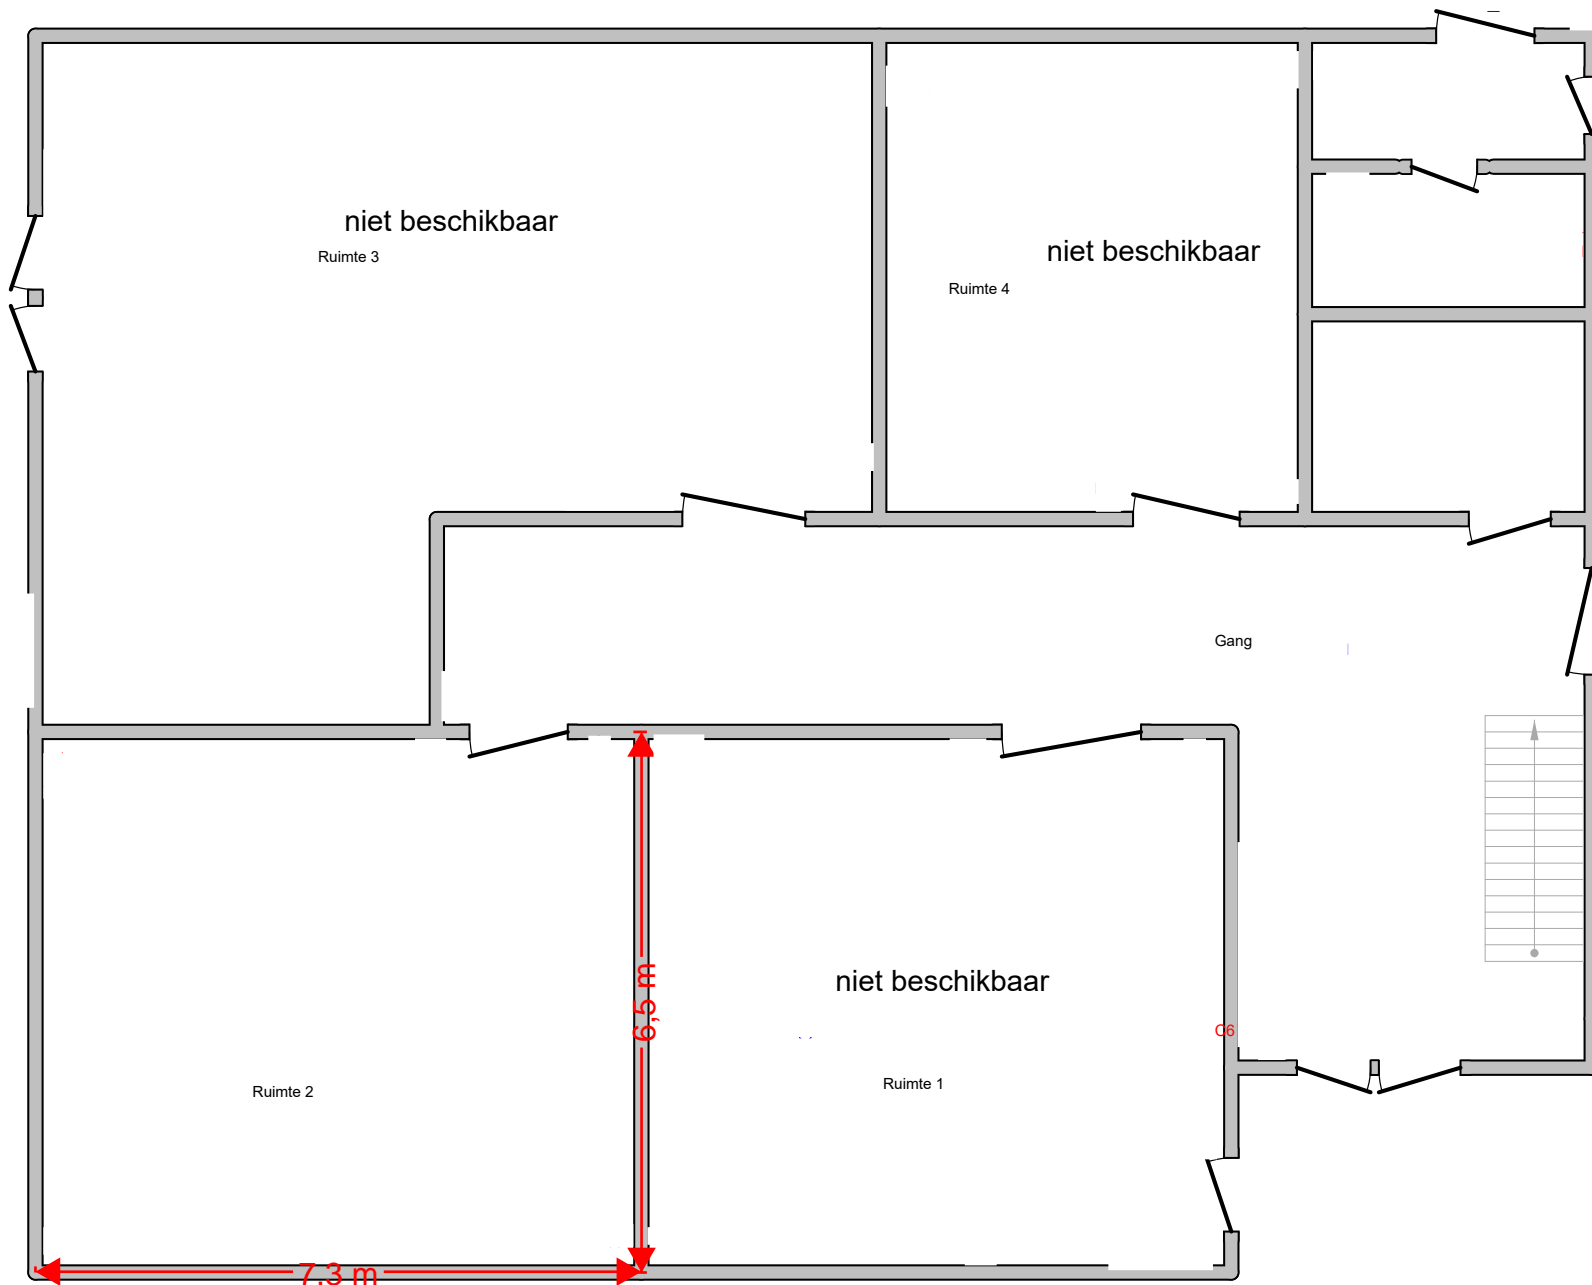 niet beschikbaar
Ruimte 3
niet beschikbaar
Ruimte 4
Gang
6,5 m
niet beschikbaar
C6
Ruimte 2
Ruimte 1
7,3 m